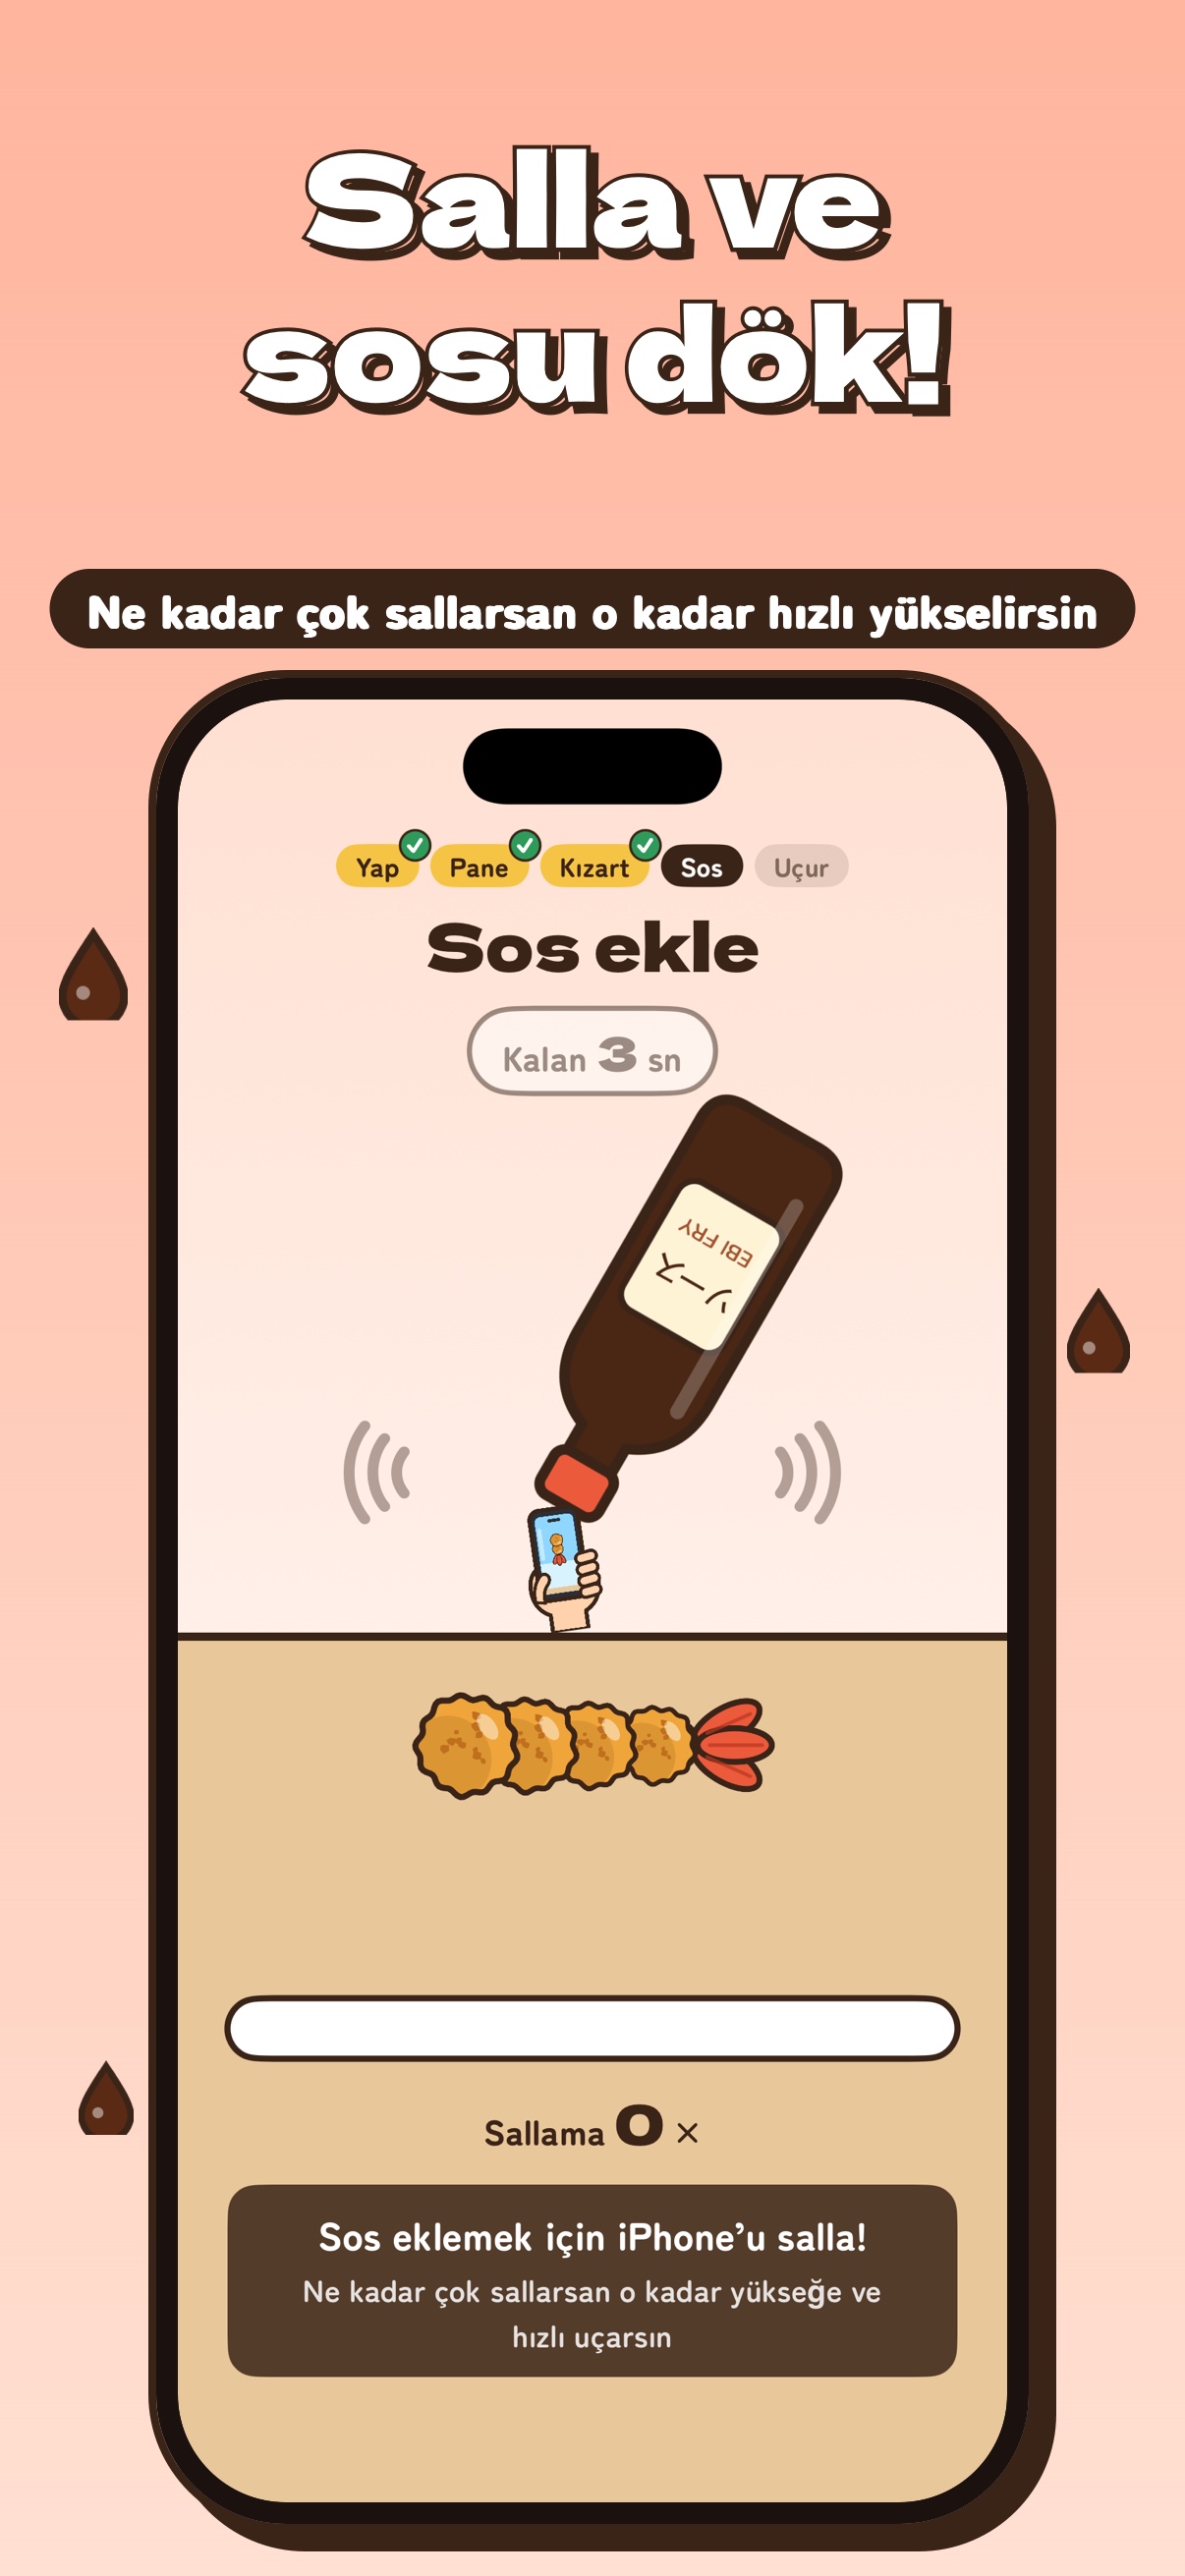 Salla ve
sosu dök!
Ne kadar çok sallarsan o kadar hızlı yükselirsin
Yap Pane Kızart Sos Uçur
Sos ekle
Kalan 3 sn
EBI FRY
ソース
Sallama 0 ×
Sos eklemek için iPhone’u salla!
Ne kadar çok sallarsan o kadar yükseğe ve
hızlı uçarsın